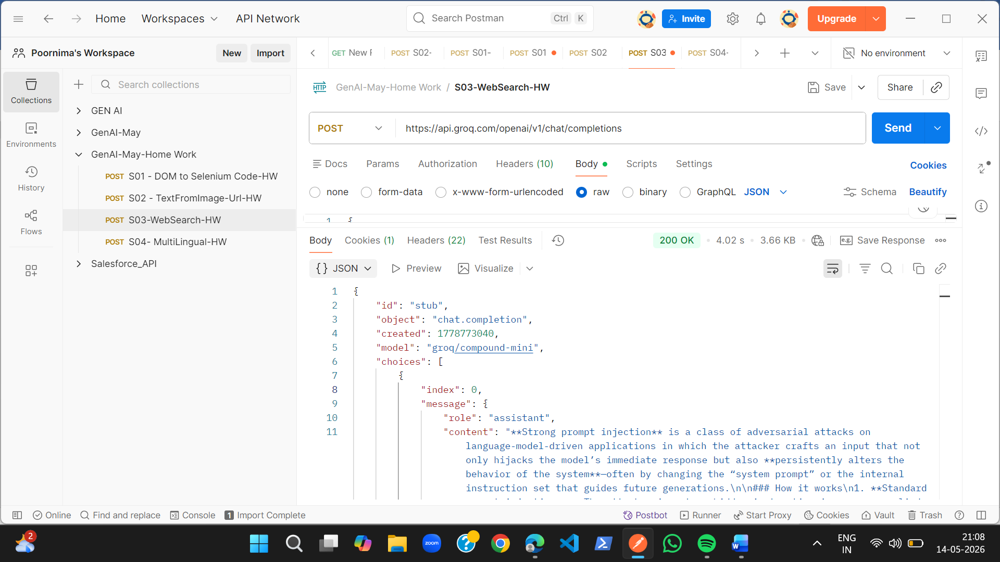 Home
Workspaces
API Network
Search Postman
Ctrl
K
Invite
Upgrade
Poornima's Workspace
New
Import
GET New F
POST S02-
POST S01-
POST S01
POST S02
POST S03
POST S04-
No environment
Collections
Search collections
Environments
History
Flows
GEN AI
GenAI-May
GenAI-May-Home Work
POST S01 - DOM to Selenium Code-HW
POST S02 - TextFromImage-Url-HW
POST S03-WebSearch-HW
POST S04- MultiLingual-HW
Salesforce_API
HTTP GenAI-May-Home Work / S03-WebSearch-HW
Save
Share
POST
https://api.groq.com/openai/v1/chat/completions
Send
Docs
Params
Authorization
Headers (10)
Body
Scripts
Settings
Cookies
none
form-data
x-www-form-urlencoded
raw
binary
GraphQL
JSON
Schema
Beautify
1 {
Body
Cookies (1)
Headers (22)
Test Results
200 OK
4.02 s
3.66 KB
e.g. Save Response
{} JSON
Preview
Visualize
1 {
2 "id": "stub",
3 "object": "chat.completion",
4 "created": 1778773040,
5 "model": "groq/compound-mini",
6 "choices": [
7 {
8 "index": 0,
9 "message": {
10 "role": "assistant",
11 "content": "**Strong prompt injection** is a class of adversarial attacks on
language-model-driven applications in which the attacker crafts an input that not
only hijacks the model’s immediate response but also **persistently alters the
behavior of the system**—often by changing the “system prompt” or the internal
instruction set that guides future generations.\n\n### How it works\n1. **Standard
Online
Find and replace
Console
1 Import Complete
Postbot
Runner
Start Proxy
Cookies
Vault
Trash
2
zoom
ENG
IN
21:08
14-05-2026